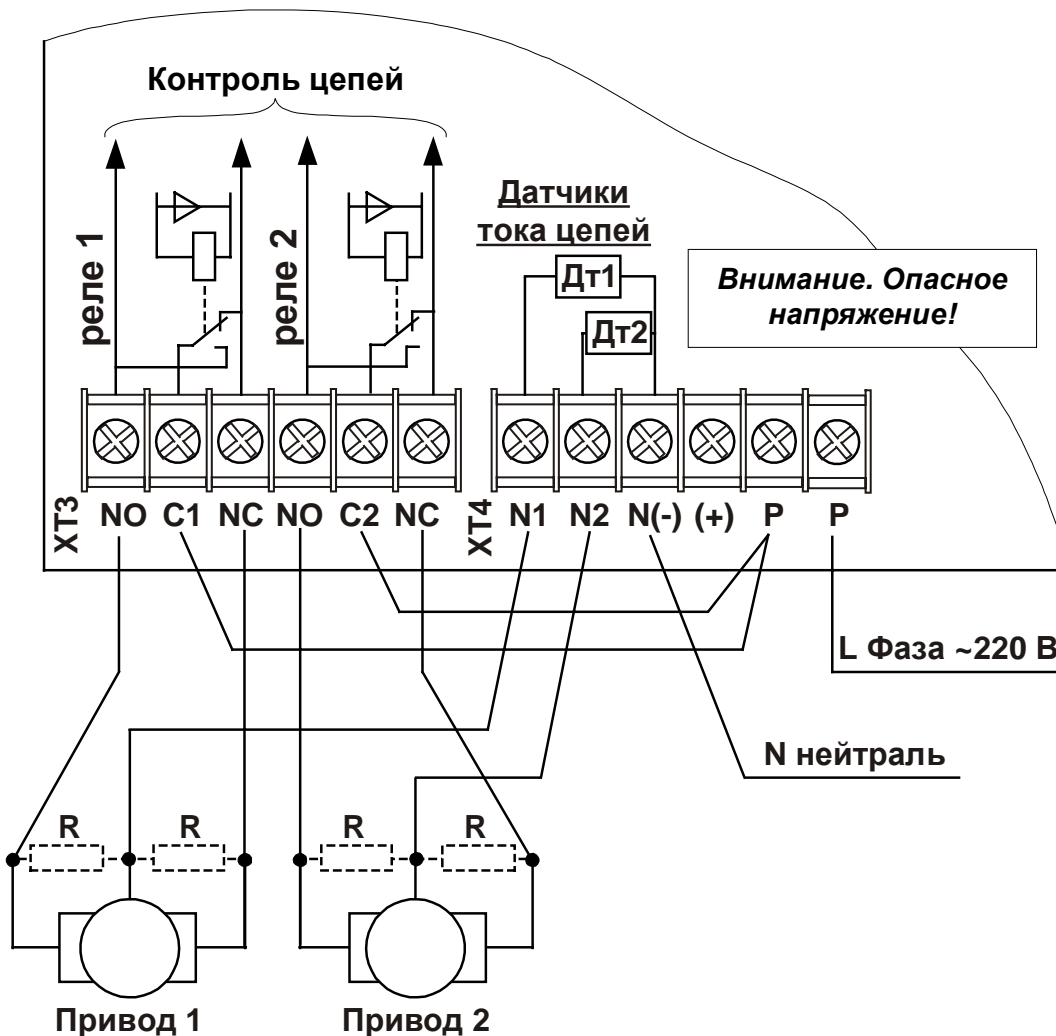 Контроль цепей
реле 1
реле 2
Датчики
тока цепей
Дт1
Дт2
Внимание. Опасное
напряжение!
XT3
NO C1 NC NO C2 NC
XT4
N1 N2 N(-) (+) P P
L Фаза ~220 В
N нейтраль
R R R R
Привод 1 Привод 2